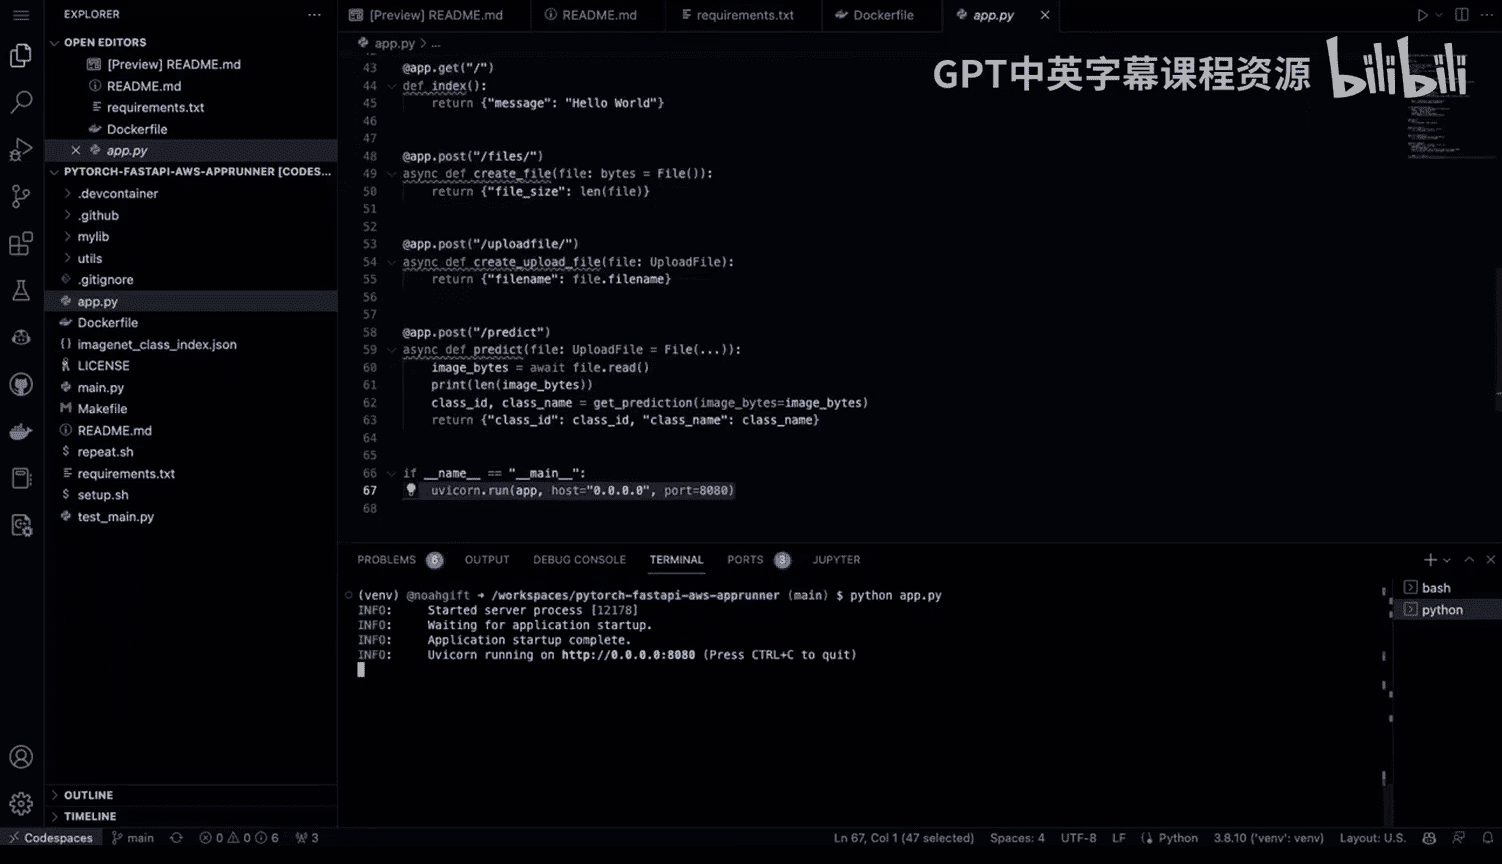 EXPLORER
[Preview] README.md
README.md
requirements.txt
Dockerfile
app.py
OPEN EDITORS
[Preview] README.md
README.md
requirements.txt
Dockerfile
app.py
PYTORCH-FASTAPI-AWS-APPRUNNER [CODES...
.devcontainer
.github
mylib
utils
.gitignore
app.py
Dockerfile
imagenet_class_index.json
LICENSE
main.py
Makefile
README.md
repeat.sh
requirements.txt
setup.sh
test_main.py
OUTLINE
TIMELINE
app.py > ...
GPT中英字幕课程资源 bilibili
43 @app.get("/")
44 def index():
45 return {"message": "Hello World"}
46
47
48 @app.post("/files/")
49 async def create_file(file: bytes = File()):
50 return {"file_size": len(file)}
51
52
53 @app.post("/uploadfile/")
54 async def create_upload_file(file: UploadFile):
55 return {"filename": file.filename}
56
57
58 @app.post("/predict")
59 async def predict(file: UploadFile = File(...)):
60 image_bytes = await file.read()
61 print(len(image_bytes))
62 class_id, class_name = get_prediction(image_bytes=image_bytes)
63 return {"class_id": class_id, "class_name": class_name}
64
65
66 if __name__ == "__main__":
67 uvicorn.run(app, host="0.0.0.0", port=8080)
68
PROBLEMS 6 OUTPUT DEBUG CONSOLE TERMINAL PORTS 3 JUPYTER
(venv) @noahgift → /workspaces/pytorch-fastapi-aws-apprunner (main) $ python app.py
INFO: Started server process [12178]
INFO: Waiting for application startup.
INFO: Application startup complete.
INFO: Uvicorn running on http://0.0.0.0:8080 (Press CTRL+C to quit)
bash
python
Codespaces main 0 0 6 3 Ln 67, Col 1 (47 selected) Spaces: 4 UTF-8 LF Python 3.8.10 ('venv': venv) Layout: U.S.